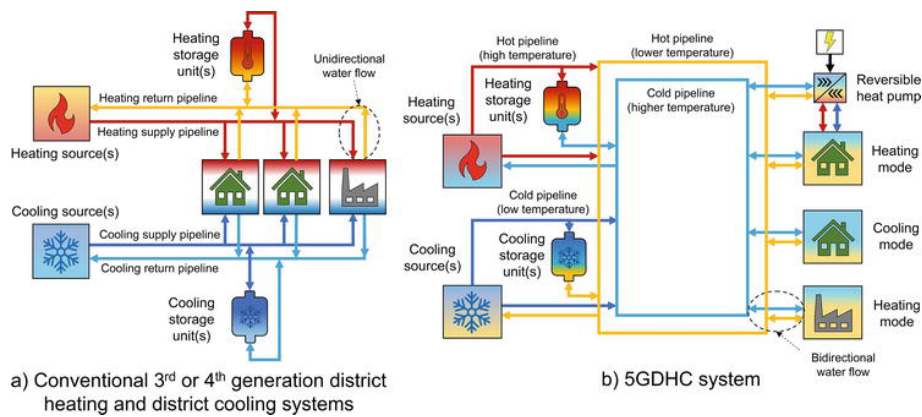 Heating
storage
unit(s)
Unidirectional
water flow
Heating return pipeline
Heating supply pipeline
Heating source(s)
Cooling source(s)
Cooling supply pipeline
Cooling return pipeline
Cooling
storage
unit(s)
a) Conventional 3rd or 4th generation district
heating and district cooling systems
Hot pipeline
(high temperature)
Hot pipeline
(lower temperature)
Heating
storage
unit(s)
Cold pipeline
(higher temperature)
Reversible
heat pump
Heating
source(s)
Heating
mode
Cold pipeline
(low temperature)
Cooling
source(s)
Cooling
storage
unit(s)
Cooling
mode
Heating
mode
Bidirectional
water flow
b) 5GDHC system